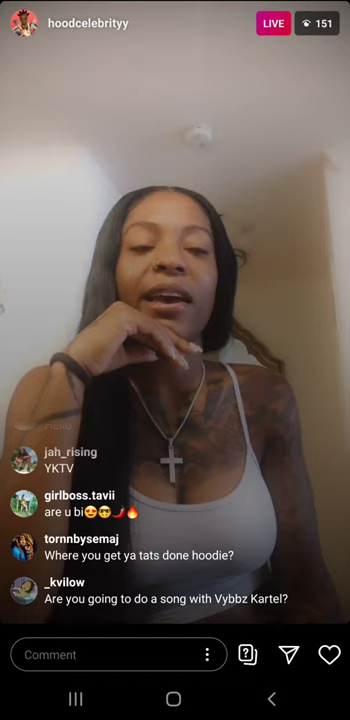 hoodcelebrityy
LIVE
151
jah_rising
YKTV
girlboss.tavii
are u bi😍🤓🌶️🔥
tornnbysemaj
Where you get ya tats done hoodie?
_kvilow
Are you going to do a song with Vybbz Kartel?
Comment